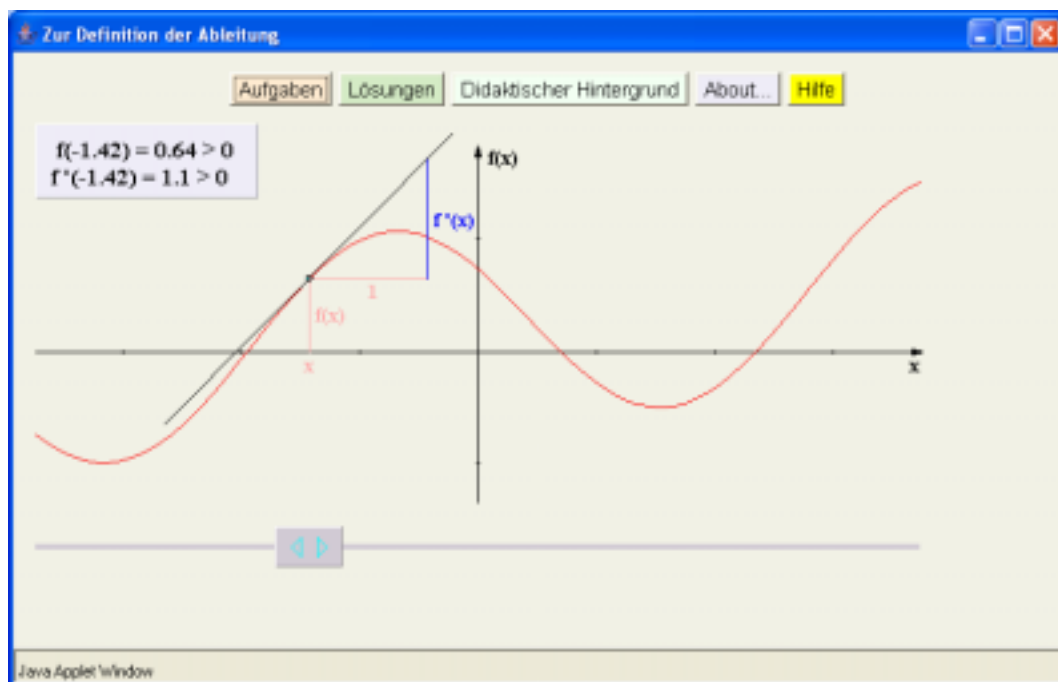 Zur Definition der Ableitung
Aufgaben Lösungen Didaktischer Hintergrund About... Hilfe
f(-1.42) = 0.64 > 0
f'(-1.42) = 1.1 > 0
f(x)
f'(x)
1
f(x)
x
x
Java Applet Window